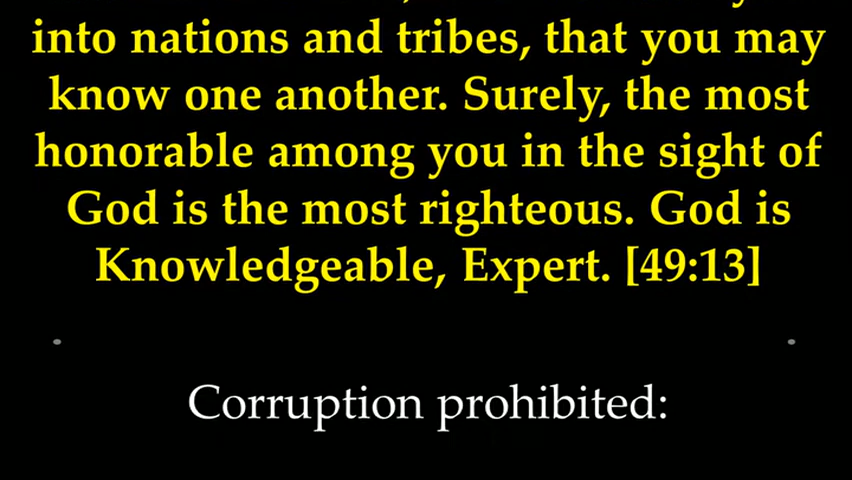 into nations and tribes, that you may
know one another. Surely, the most
honorable among you in the sight of
God is the most righteous. God is
Knowledgeable, Expert. [49:13]
Corruption prohibited: